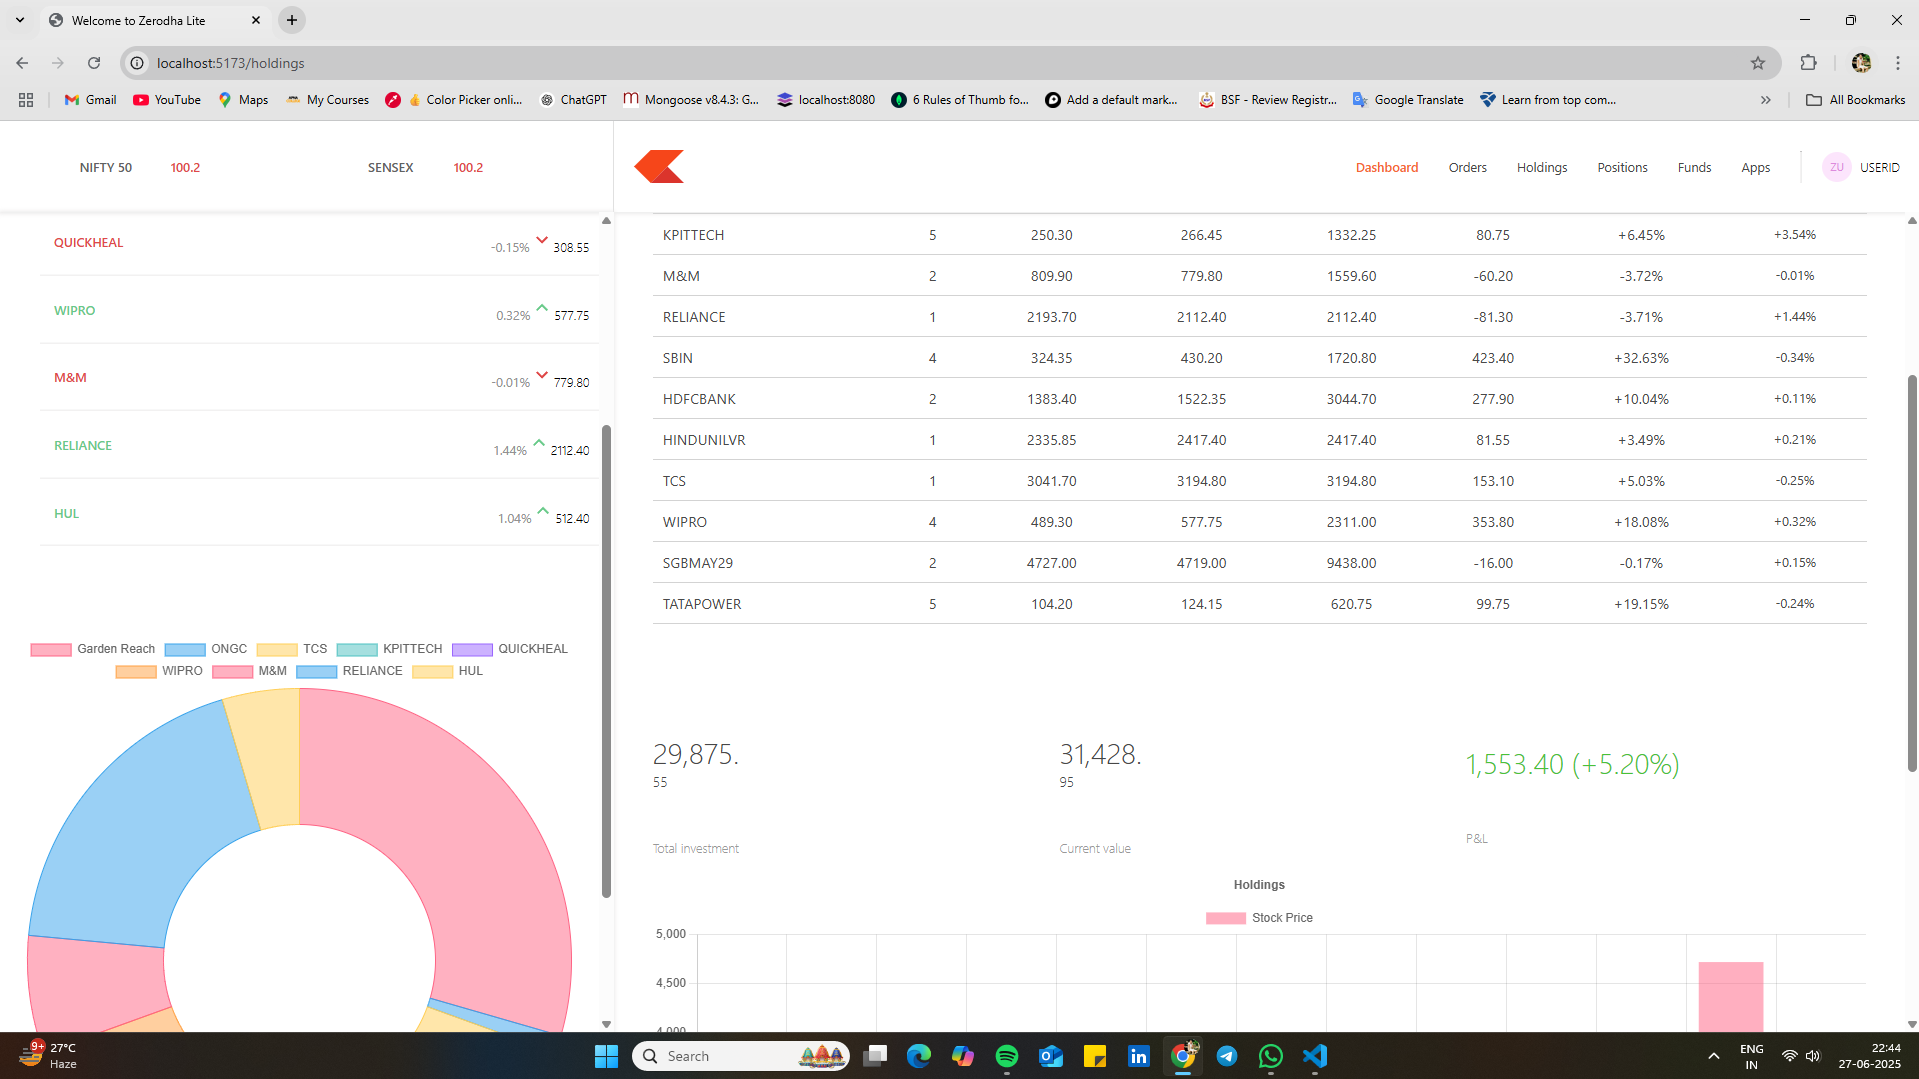 Welcome to Zerodha Lite
localhost:5173/holdings
Gmail YouTube Maps My Courses Color Picker onli... ChatGPT Mongoose v8.4.3: G... localhost:8080 6 Rules of Thumb fo... Add a default mark... BSF - Review Registr... Google Translate Learn from top com... All Bookmarks
NIFTY 50 100.2 SENSEX 100.2
Dashboard Orders Holdings Positions Funds Apps ZU USERID
QUICKHEAL -0.15% 308.55
WIPRO 0.32% 577.75
M&M -0.01% 779.80
RELIANCE 1.44% 2112.40
HUL 1.04% 512.40
Garden Reach ONGC TCS KPITTECH QUICKHEAL
WIPRO M&M RELIANCE HUL
KPITTECH 5 250.30 266.45 1332.25 80.75 +6.45% +3.54%
M&M 2 809.90 779.80 1559.60 -60.20 -3.72% -0.01%
RELIANCE 1 2193.70 2112.40 2112.40 -81.30 -3.71% +1.44%
SBIN 4 324.35 430.20 1720.80 423.40 +32.63% -0.34%
HDFCBANK 2 1383.40 1522.35 3044.70 277.90 +10.04% +0.11%
HINDUNILVR 1 2335.85 2417.40 2417.40 81.55 +3.49% +0.21%
TCS 1 3041.70 3194.80 3194.80 153.10 +5.03% -0.25%
WIPRO 4 489.30 577.75 2311.00 353.80 +18.08% +0.32%
SGBMAY29 2 4727.00 4719.00 9438.00 -16.00 -0.17% +0.15%
TATAPOWER 5 104.20 124.15 620.75 99.75 +19.15% -0.24%
29,875.
55
Total investment
31,428.
95
Current value
1,553.40 (+5.20%)
P&L
Holdings
Stock Price
5,000
4,500
4,000
9+ 27°C
Haze
Search
ENG
IN
22:44
27-06-2025